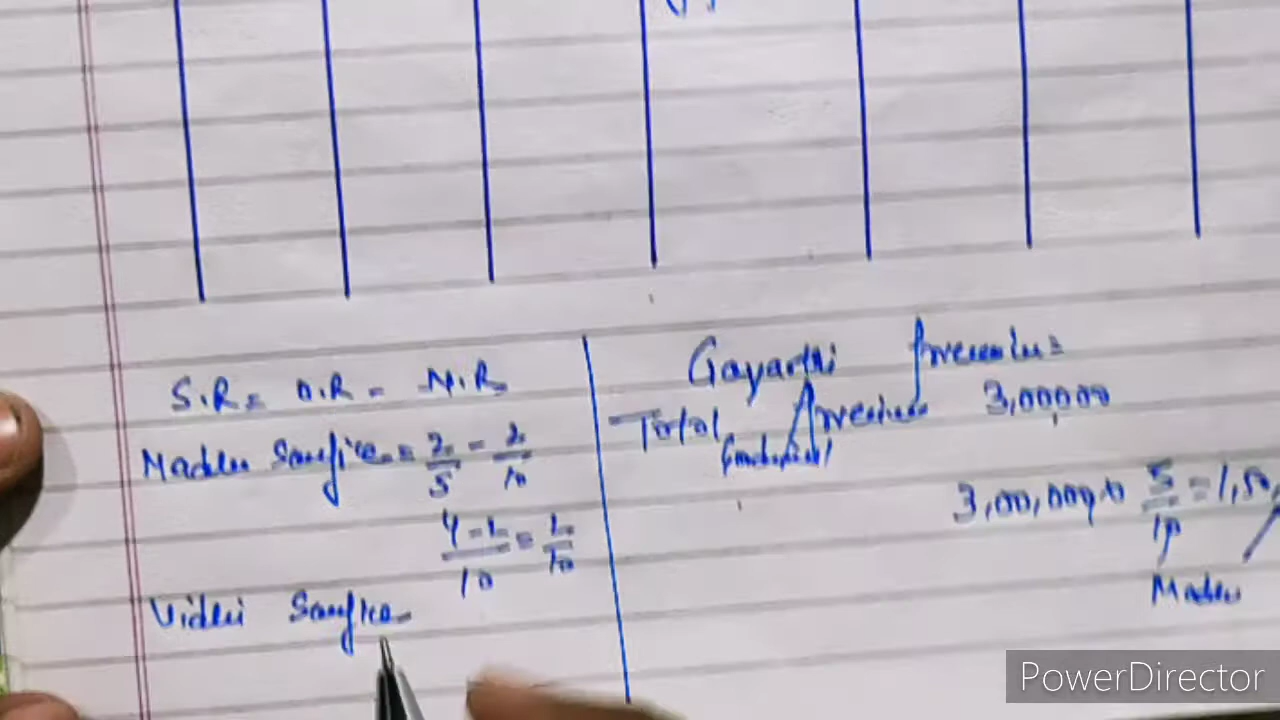 S.R = O.R - N.R
Madhu Sacrifice = 2/5 - 2/10
4-2/10 = 2/10
Vidhi Sacrifice
Gayarthi Premium =
Total Premium 3,00,000
3,00,000 × 5/10 = 1,50,
Madhu
PowerDirector